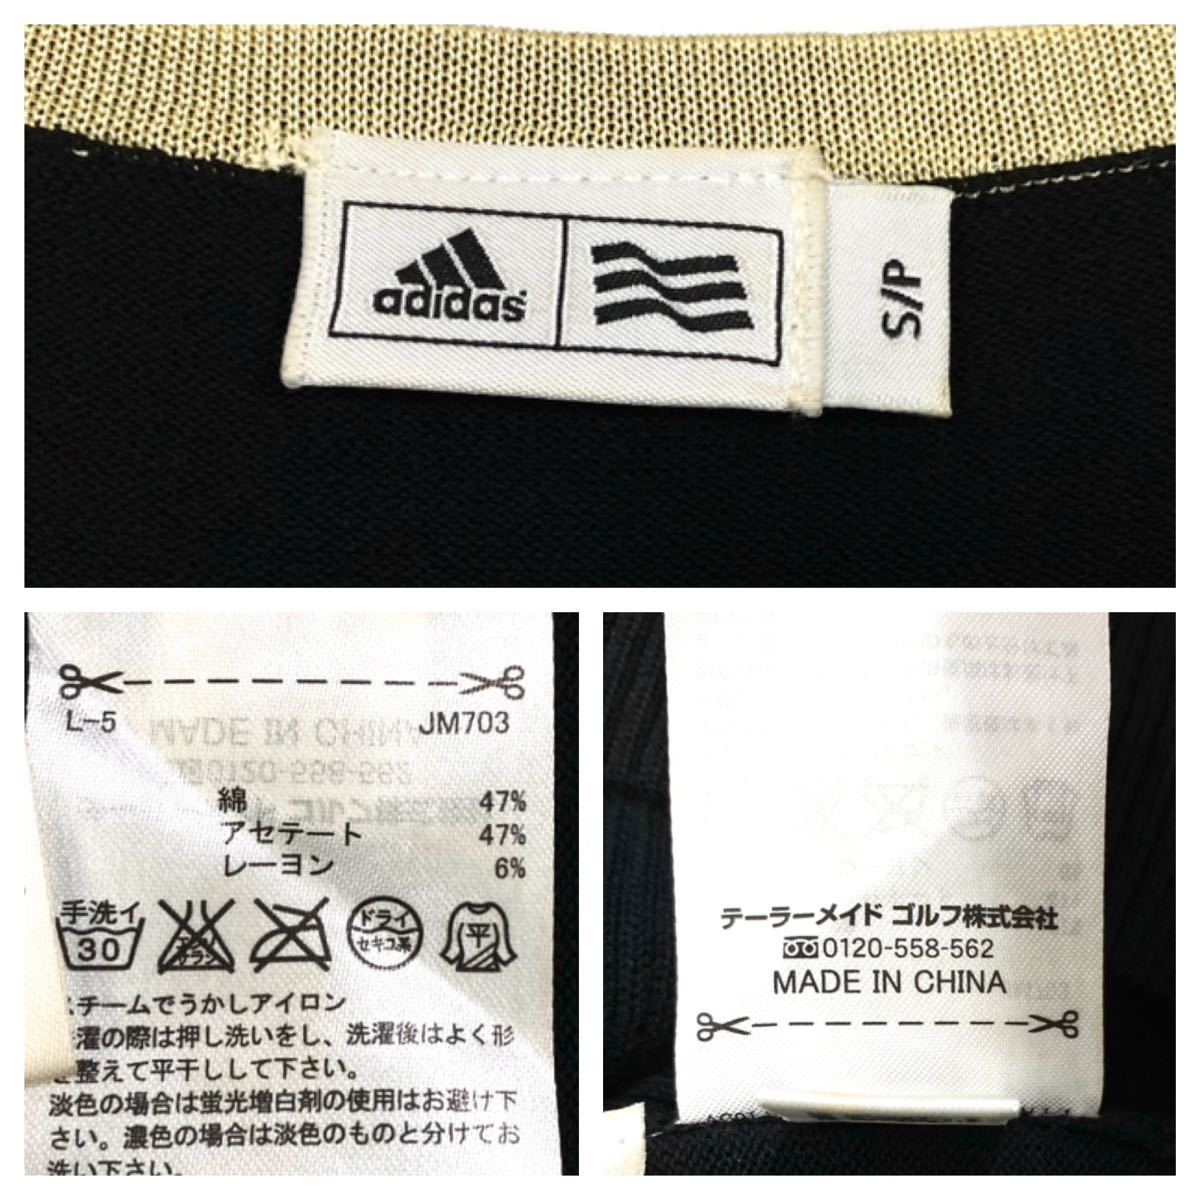 adidas
S/P
L-5 JM703
綿 47%
アセテート 47%
レーヨン 6%
手洗イ
30
エンソ
サラシ
ドライ
セキユ系
平
スチームでうかしアイロン
濯の際は押し洗いをし、洗濯後はよく形
整えて平干しして下さい。
淡色の場合は蛍光増白剤の使用はお避け下
さい。濃色の場合は淡色のものと分けてお
洗い下さい。
テーラーメイド ゴルフ株式会社
0120-558-562
MADE IN CHINA